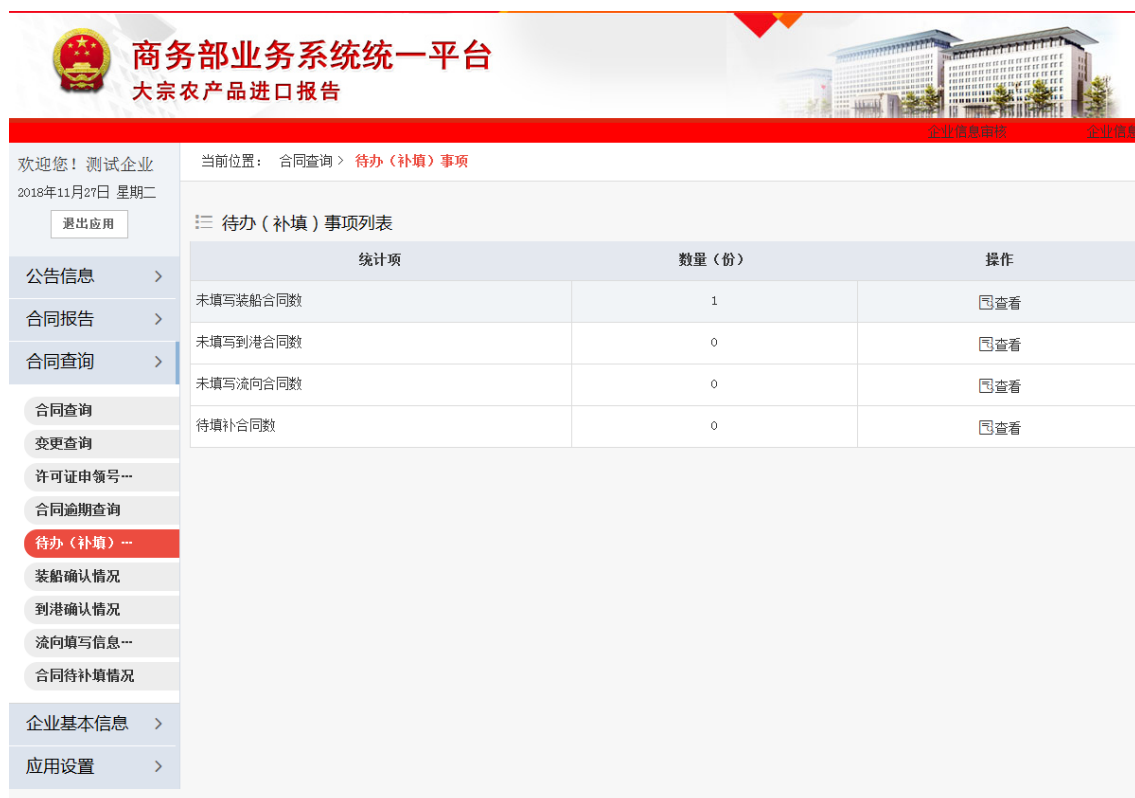 商务部业务系统统一平台
大宗农产品进口报告
企业信息审核 企业信息
欢迎您！测试企业
2018年11月27日 星期二
退出应用
当前位置： 合同查询> 待办（补填）事项
待办（补填）事项列表
统计项 数量（份） 操作
未填写装船合同数 1 查看
未填写到港合同数 0 查看
未填写流向合同数 0 查看
待填补合同数 0 查看
公告信息 >
合同报告 >
合同查询 >
合同查询
变更查询
许可证申领号…
合同逾期查询
待办（补填）…
装船确认情况
到港确认情况
流向填写信息…
合同待补填情况
企业基本信息 >
应用设置 >